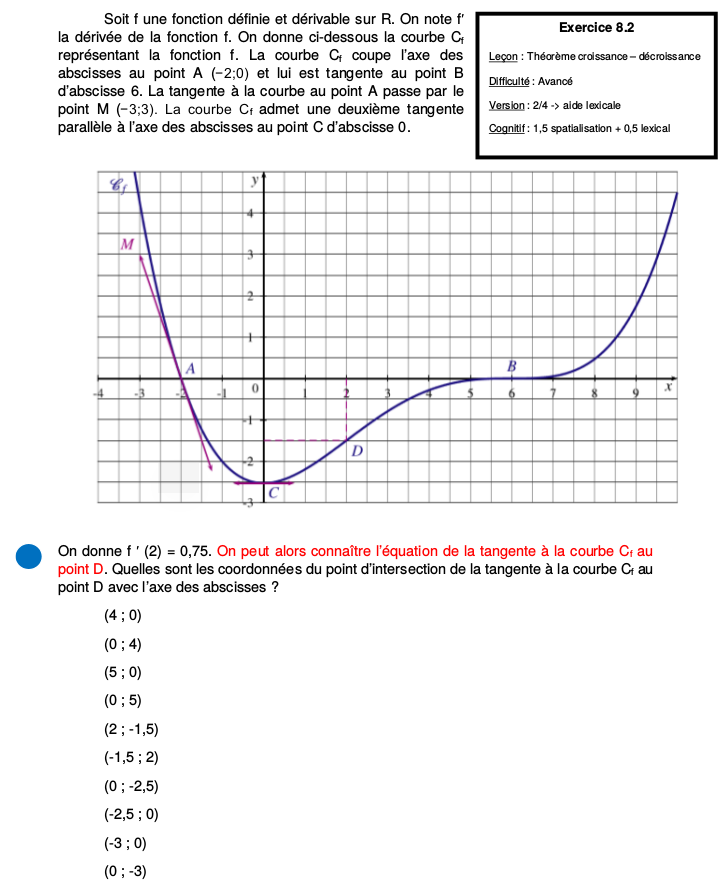 Soit f une fonction définie et dérivable sur R. On note f'
la dérivée de la fonction f. On donne ci-dessous la courbe Cf
représentant la fonction f. La courbe Cf coupe l'axe des
abscisses au point A (−2;0) et lui est tangente au point B
d'abscisse 6. La tangente à la courbe au point A passe par le
point M (−3;3). La courbe Cf admet une deuxième tangente
parallèle à l'axe des abscisses au point C d'abscisse 0.
Exercice 8.2
Leçon : Théorème croissance – décroissance
Difficulté : Avancé
Version : 2/4 -> aide lexicale
Cognitif : 1,5 spatialisation + 0,5 lexical
𝒞f
y
4
M
3
2
1
A
B
-4 -3 -2 -1 0 1 2 3 4 5 6 7 8 9 x
-1
D
-2
C
-3
On donne f ' (2) = 0,75. On peut alors connaître l'équation de la tangente à la courbe Cf au
point D. Quelles sont les coordonnées du point d'intersection de la tangente à la courbe Cf au
point D avec l'axe des abscisses ?
(4 ; 0)
(0 ; 4)
(5 ; 0)
(0 ; 5)
(2 ; -1,5)
(-1,5 ; 2)
(0 ; -2,5)
(-2,5 ; 0)
(-3 ; 0)
(0 ; -3)